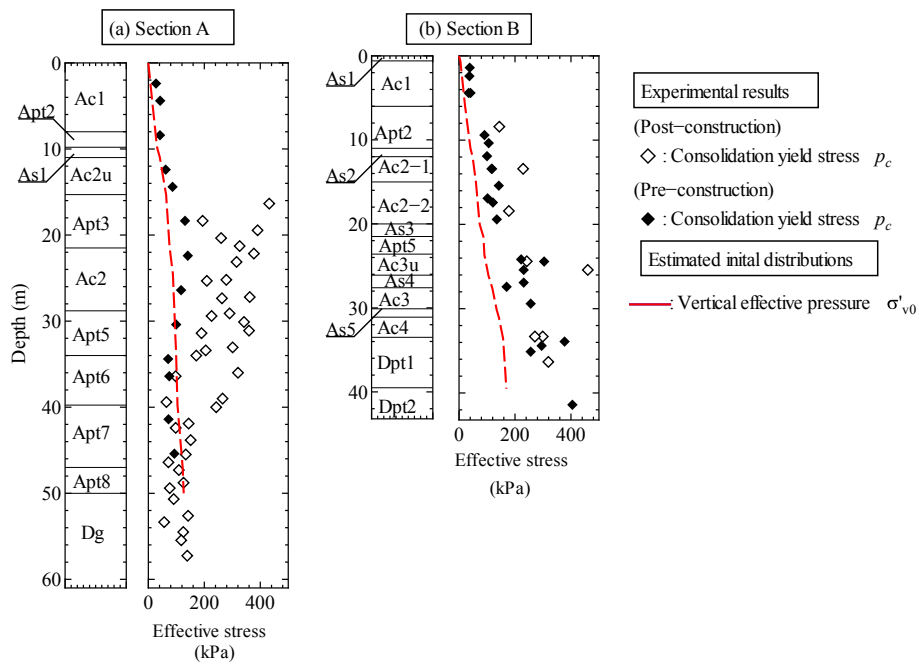 (a) Section A
(b) Section B
0
10
20
30
40
50
60
Depth (m)
Ac1
Apt2
As1
Ac2u
Apt3
Ac2
Apt5
Apt6
Apt7
Apt8
Dg
0 200 400
Effective stress
(kPa)
0
10
20
30
40
As1
Ac1
Apt2
As2
Ac2−1
Ac2−2
As3
Apt5
Ac3u
As4
Ac3
As5
Ac4
Dpt1
Dpt2
0 200 400
Effective stress
(kPa)
Experimental results
(Post−construction)
: Consolidation yield stress pc
(Pre−construction)
: Consolidation yield stress pc
Estimated inital distributions
: Vertical effective pressure σ'v0